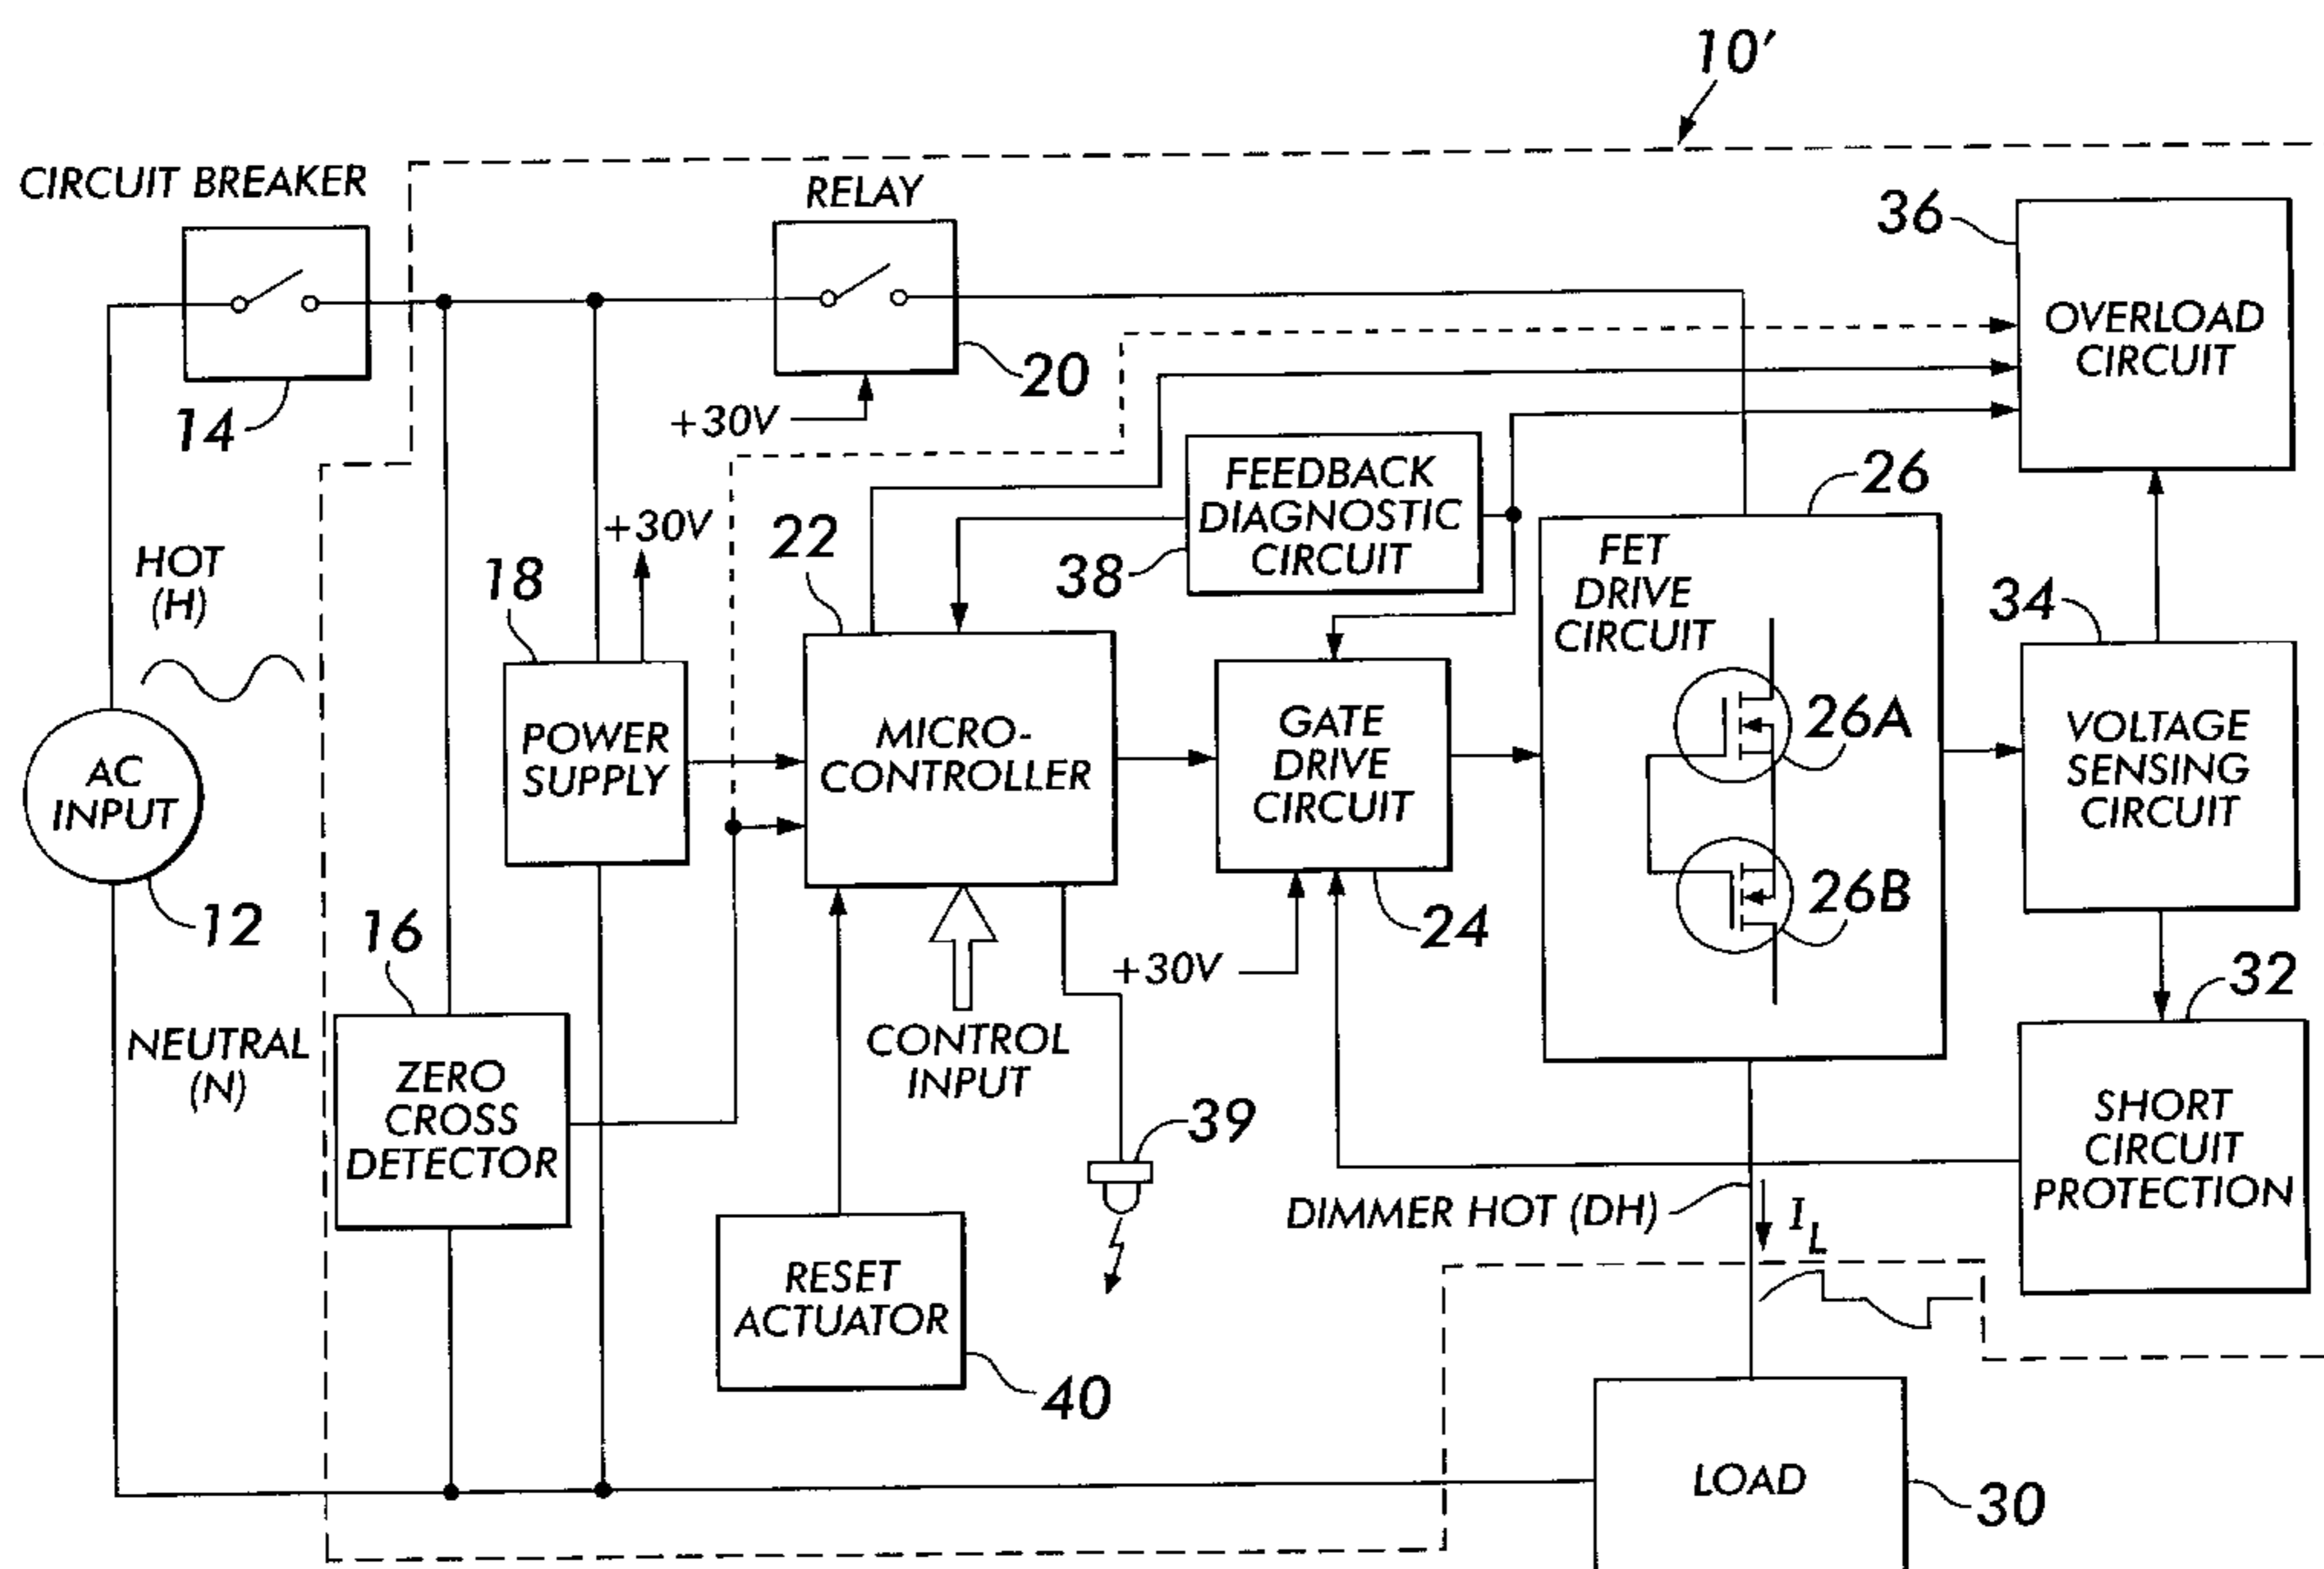 10'
CIRCUIT BREAKER
RELAY
36
OVERLOAD
CIRCUIT
20
14
+30V
FEEDBACK
DIAGNOSTIC
CIRCUIT
38
26
+30V
22
HOT
(H)
18
FET
DRIVE
CIRCUIT
34
POWER
SUPPLY
MICRO-
CONTROLLER
GATE
DRIVE
CIRCUIT
26A
VOLTAGE
SENSING
CIRCUIT
AC
INPUT
26B
12
16
24
+30V
32
NEUTRAL
(N)
CONTROL
INPUT
ZERO
CROSS
DETECTOR
39
SHORT
CIRCUIT
PROTECTION
DIMMER HOT (DH)
IL
RESET
ACTUATOR
40
LOAD
30